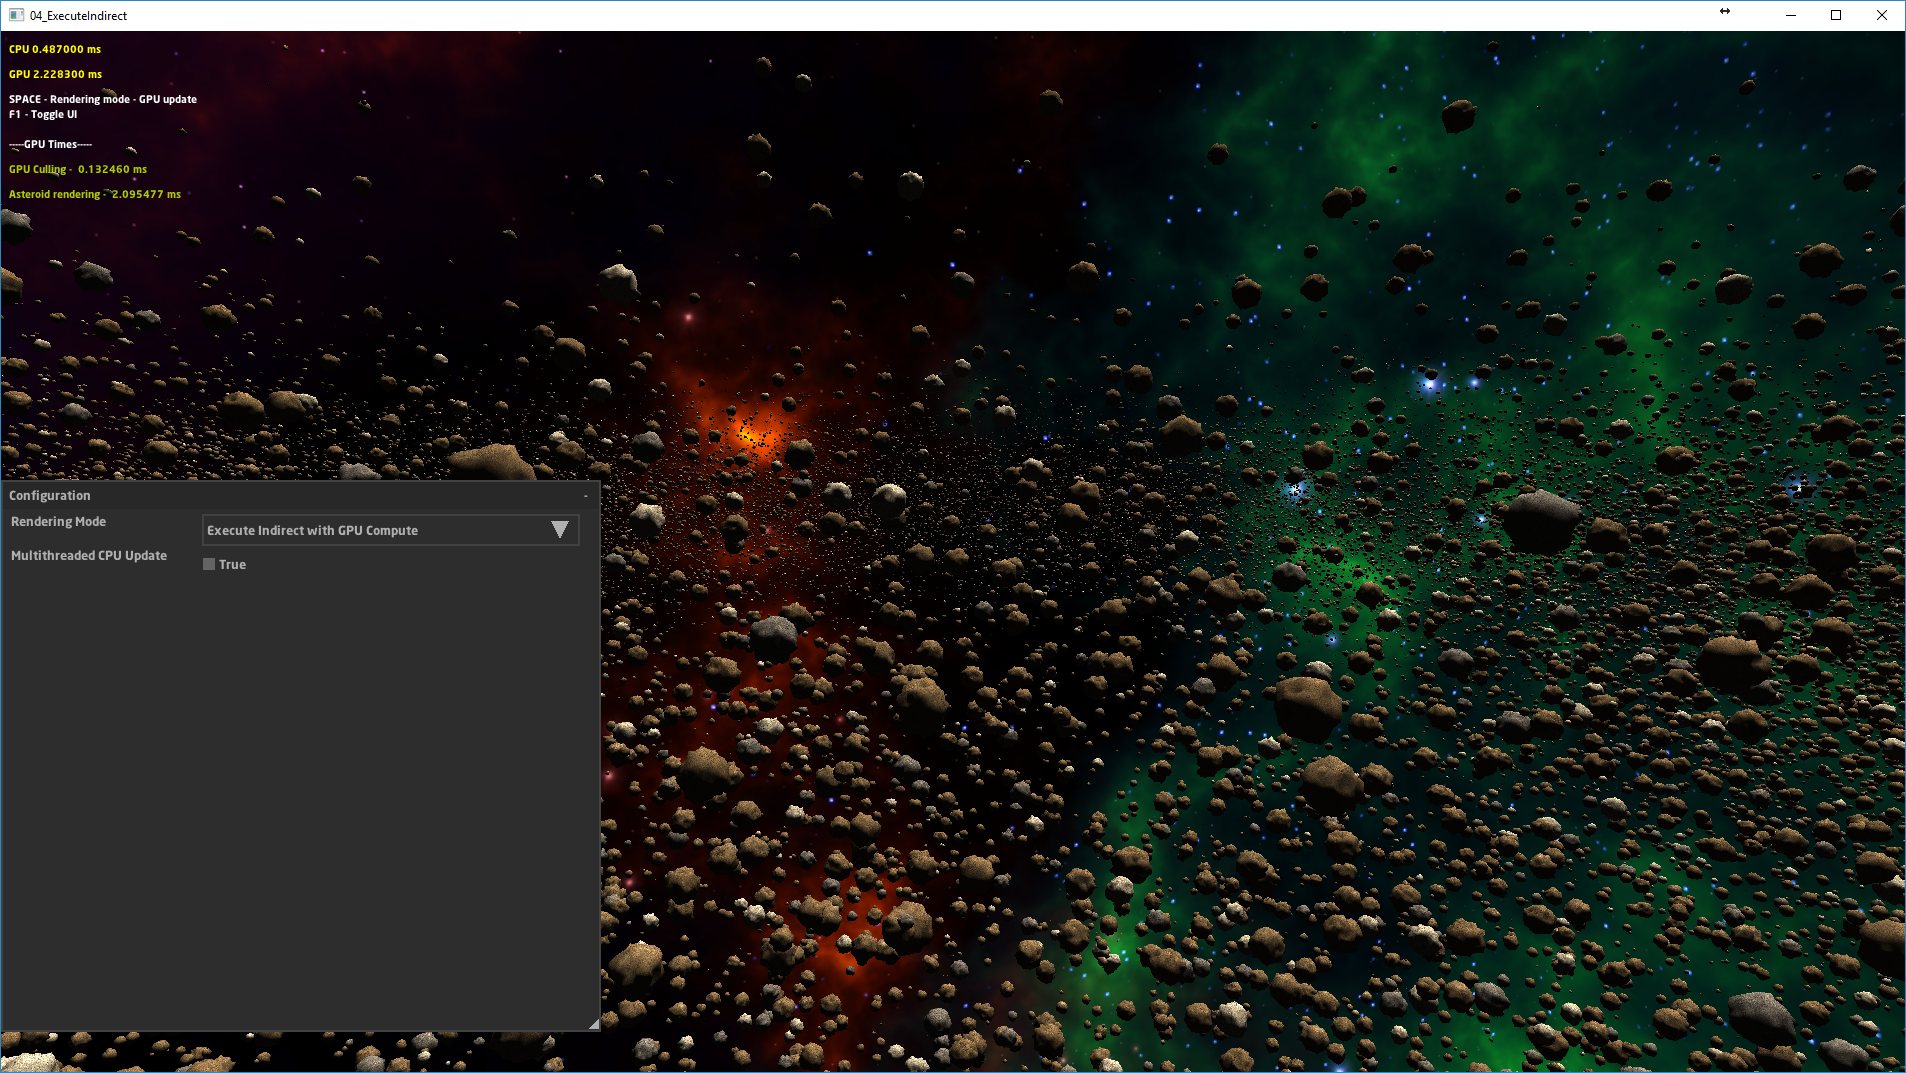 04_ExecuteIndirect
CPU 0.487000 ms
GPU 2.228300 ms
SPACE - Rendering mode - GPU update
F1 - Toggle UI
-----GPU Times-----
GPU Culling - 0.132460 ms
Asteroid rendering - 2.095477 ms
Configuration -
Rendering Mode
Execute Indirect with GPU Compute
Multithreaded CPU Update
True